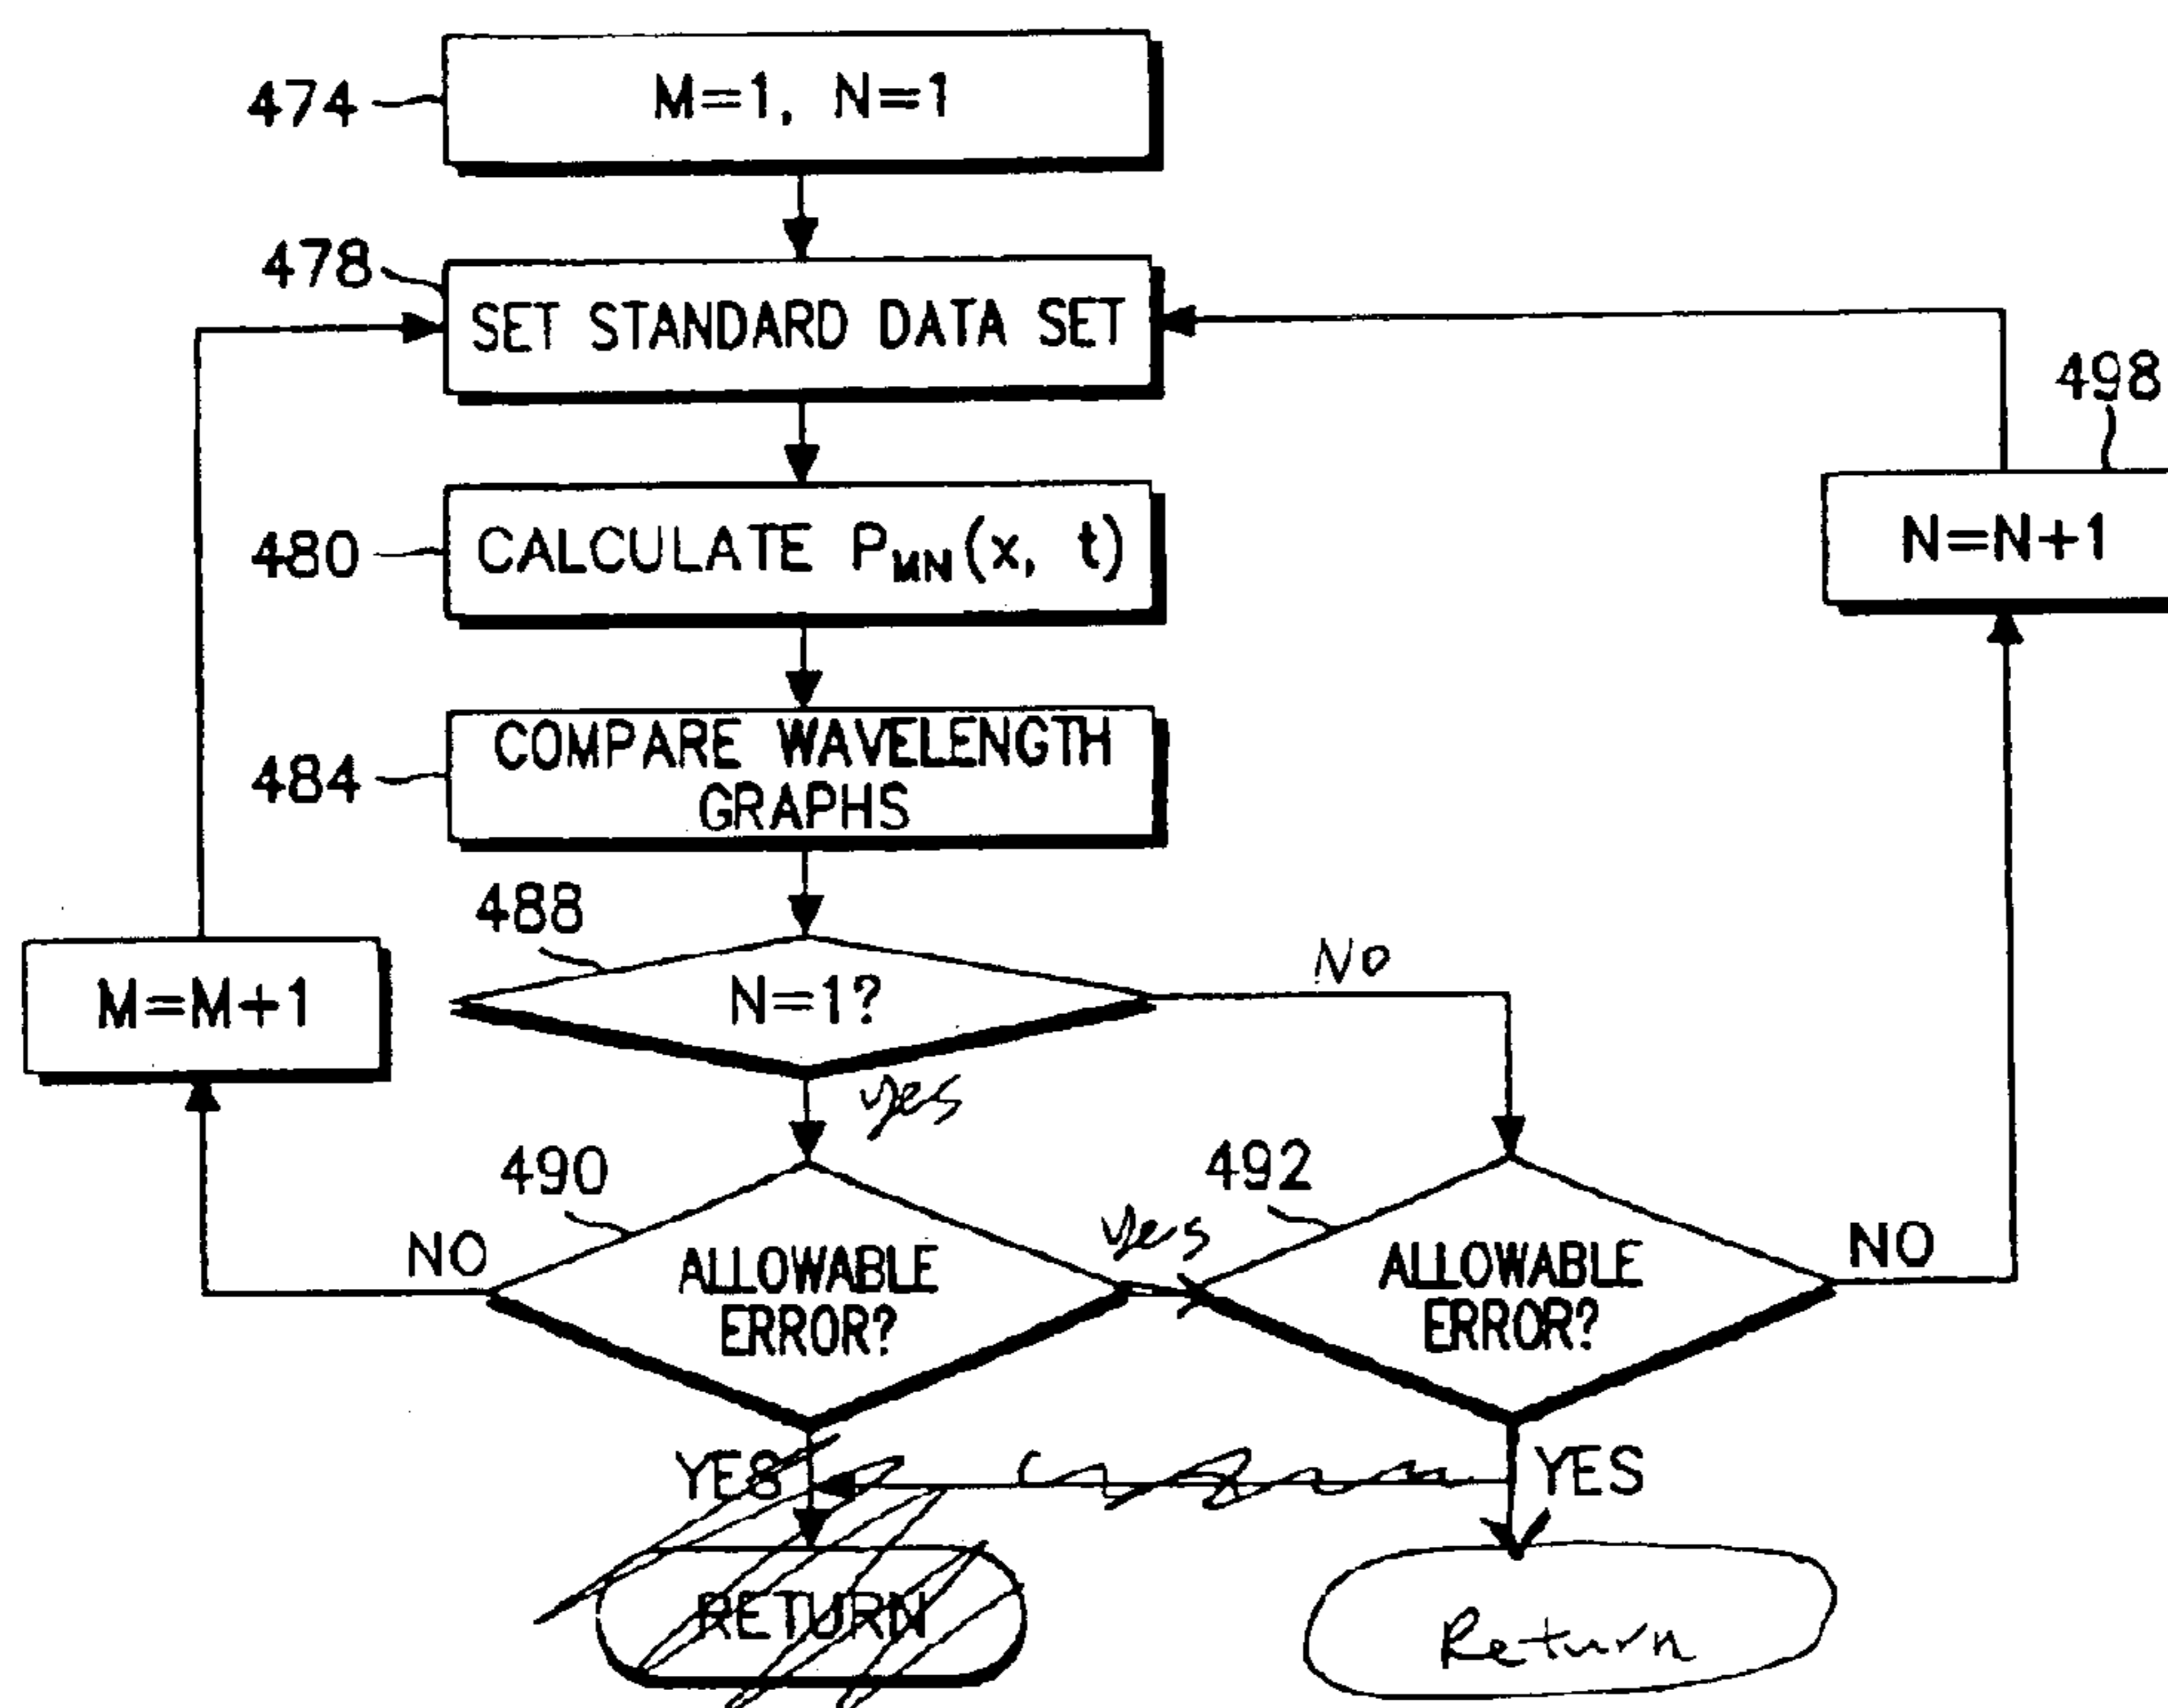 474
M=1, N=1
478
SET STANDARD DATA SET
498
480
CALCULATE PMN(x, t)
N=N+1
484
COMPARE WAVELENGTH
GRAPHS
488
No
M=M+1
N=1?
yes
490
492
NO
yes
NO
ALLOWABLE
ERROR?
ALLOWABLE
ERROR?
YES
YES
RETURN
Return